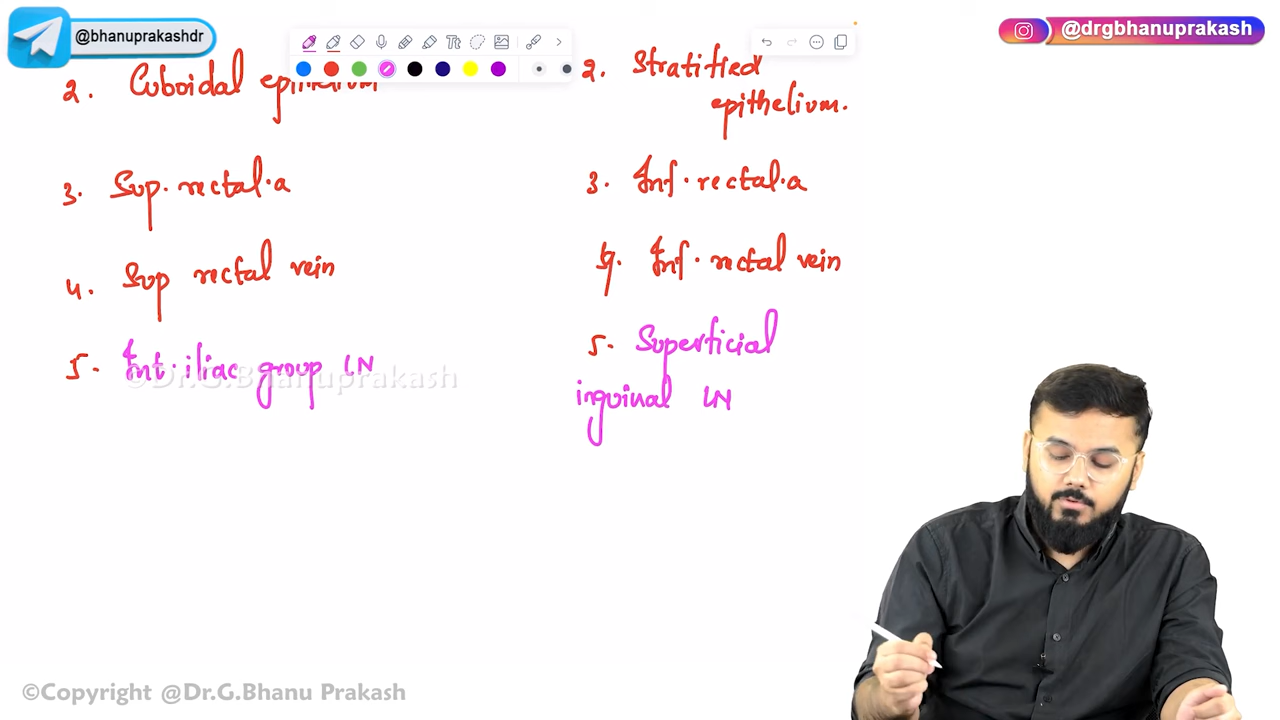 @bhanuprakashdr
@drgbhanuprakash
2. Cuboidal epithelium
3. Sup. rectal.a
4. Sup rectal vein
5. Int. iliac group LN
©Dr.G.Bhanuprakash
2. Stratified
epithelium.
3. Inf. rectal.a
4. Inf. rectal vein
5. Superficial
inguinal LN
Tt
©Copyright @Dr.G.Bhanu Prakash